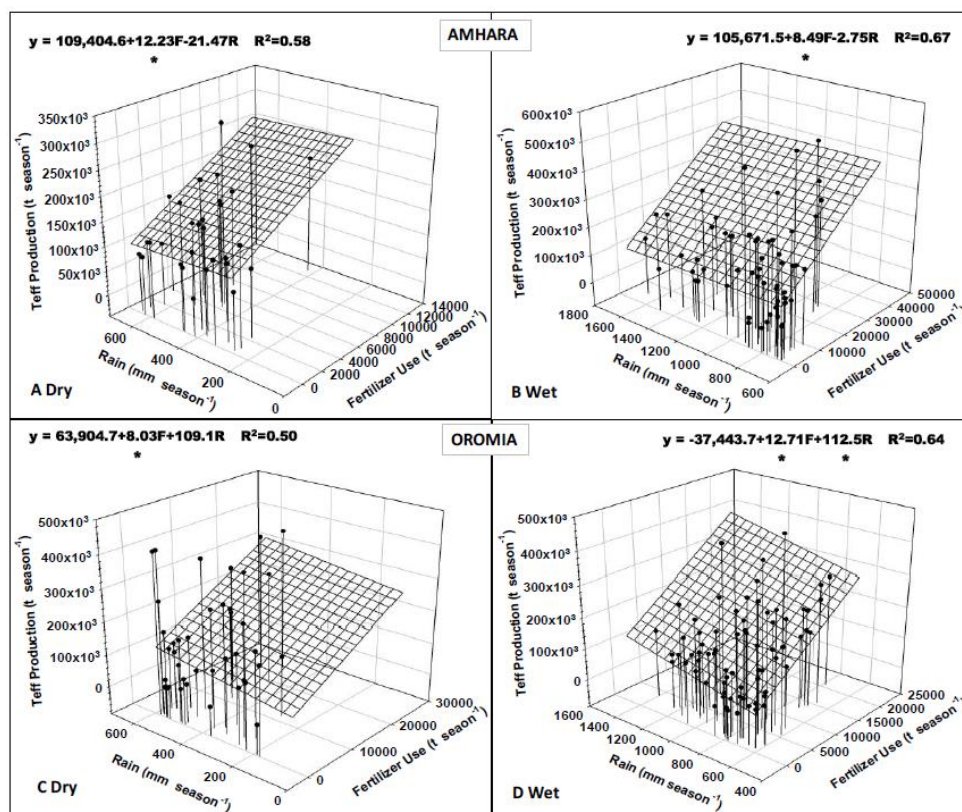 y = 109,404.6+12.23F-21.47R R²=0.58
*
AMHARA
y = 105,671.5+8.49F-2.75R R²=0.67
*
350x10³
300x10³
250x10³
200x10³
150x10³
100x10³
50x10³
0
Teff Production (t season⁻¹)
600
400
200
0
Rain (mm season⁻¹)
0
2000
4000
6000
8000
10000
12000
14000
Fertilizer Use (t season⁻¹)
A Dry
600x10³
500x10³
400x10³
300x10³
200x10³
100x10³
0
Teff Production (t season⁻¹)
1800
1600
1400
1200
1000
800
600
Rain (mm season⁻¹)
0
10000
20000
30000
40000
50000
Fertilizer Use (t season⁻¹)
B Wet
y = 63,904.7+8.03F+109.1R R²=0.50
*
OROMIA
y = -37,443.7+12.71F+112.5R R²=0.64
* *
500x10³
400x10³
300x10³
200x10³
100x10³
0
Teff Production (t season⁻¹)
600
400
200
0
Rain (mm season⁻¹)
0
10000
20000
30000
Fertilizer Use (t seaon⁻¹)
C Dry
500x10³
400x10³
300x10³
200x10³
100x10³
0
Teff Production (t season⁻¹)
1600
1400
1200
1000
800
600
400
Rain (mm season⁻¹)
0
5000
10000
15000
20000
25000
Fertilizer Use (t seaon⁻¹)
D Wet